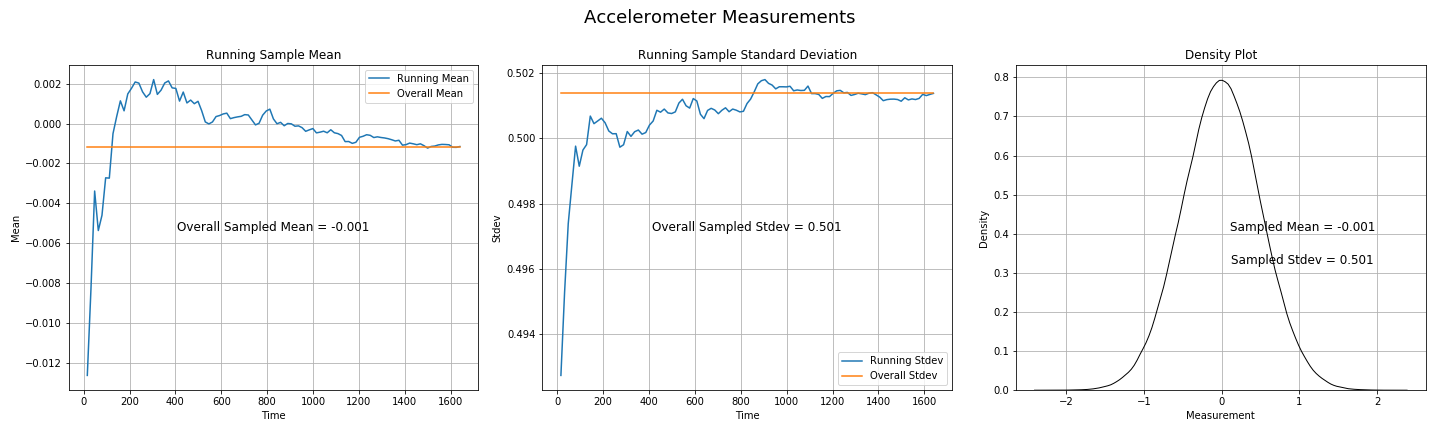 Accelerometer Measurements
Running Sample Mean
Running Mean
Overall Mean
Overall Sampled Mean = -0.001
Mean
0.002
0.000
−0.002
−0.004
−0.006
−0.008
−0.010
−0.012
0 200 400 600 800 1000 1200 1400 1600
Time
Running Sample Standard Deviation
Overall Sampled Stdev = 0.501
Running Stdev
Overall Stdev
Stdev
0.502
0.500
0.498
0.496
0.494
0 200 400 600 800 1000 1200 1400 1600
Time
Density Plot
Sampled Mean = -0.001
Sampled Stdev = 0.501
Density
0.8
0.7
0.6
0.5
0.4
0.3
0.2
0.1
0.0
−2 −1 0 1 2
Measurement